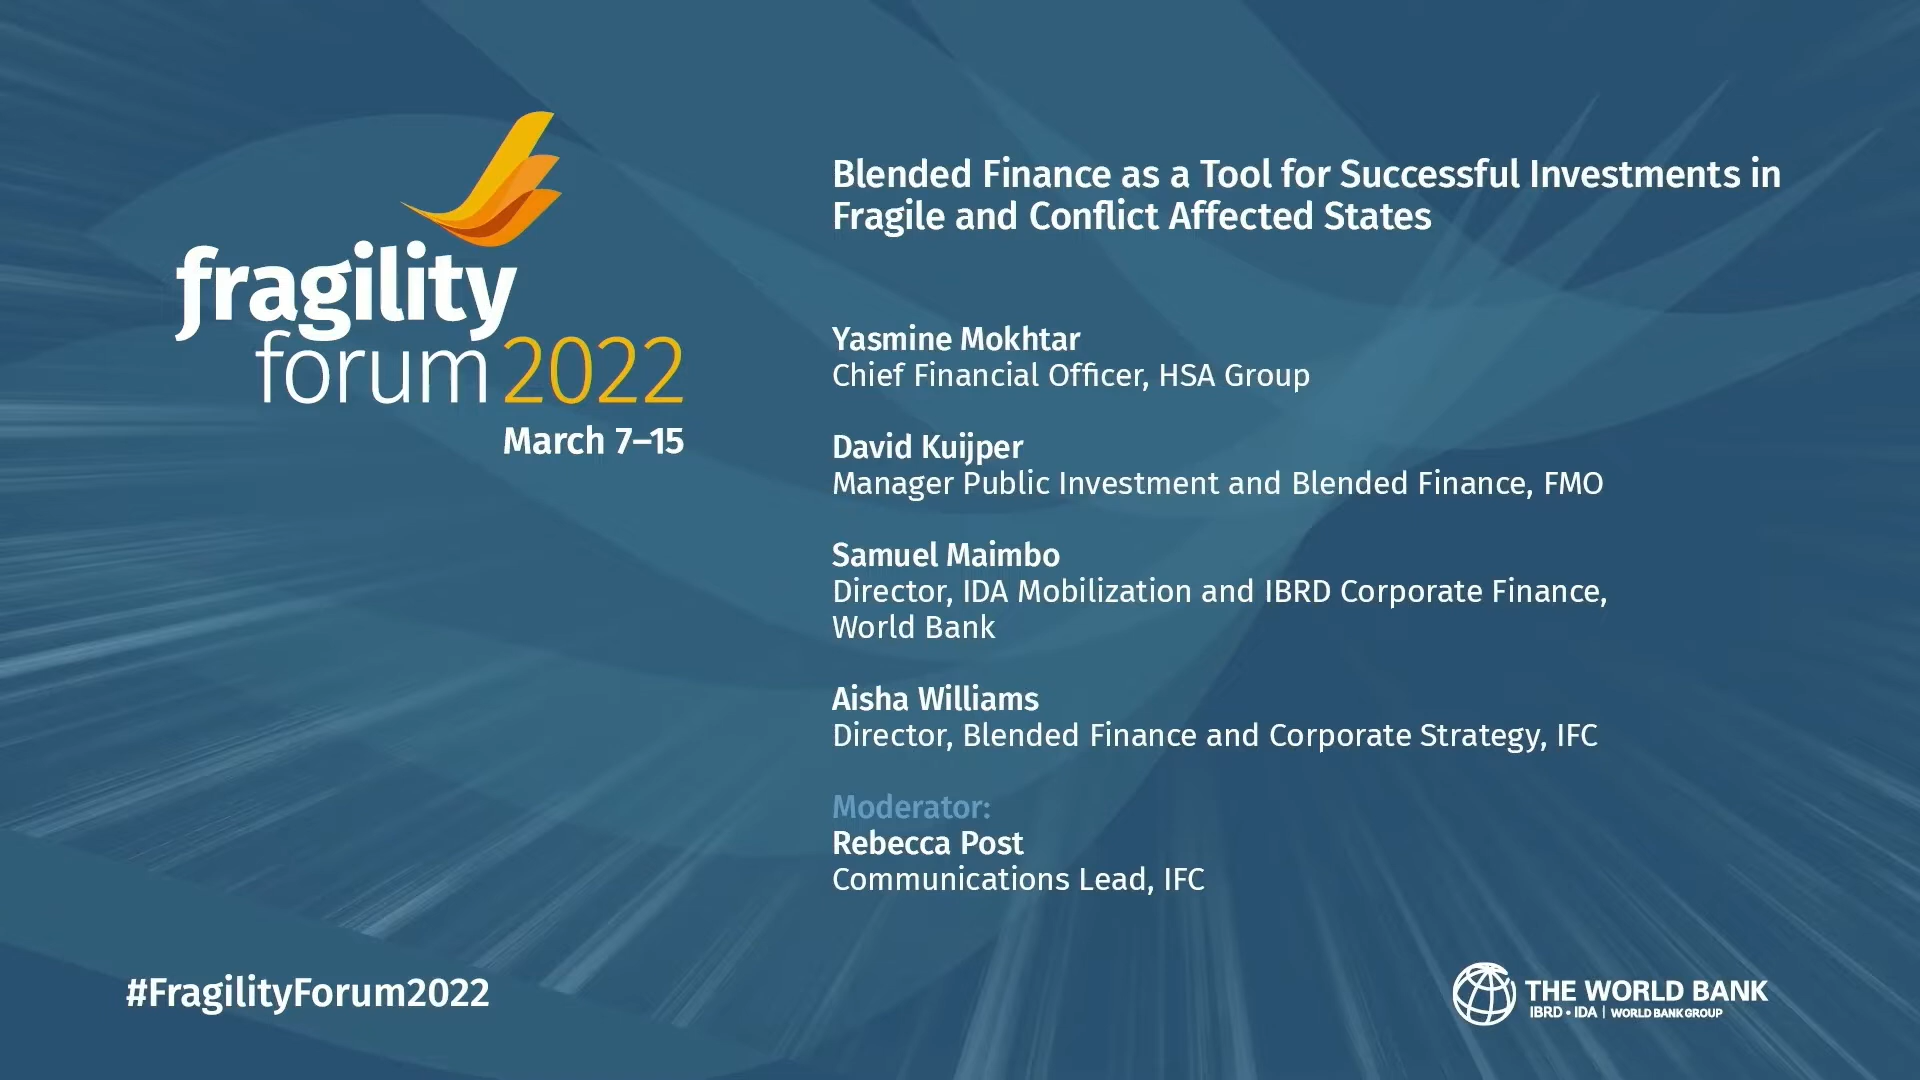 fragility
forum 2022
March 7–15
Blended Finance as a Tool for Successful Investments in
Fragile and Conflict Affected States
Yasmine Mokhtar
Chief Financial Officer, HSA Group
David Kuijper
Manager Public Investment and Blended Finance, FMO
Samuel Maimbo
Director, IDA Mobilization and IBRD Corporate Finance,
World Bank
Aisha Williams
Director, Blended Finance and Corporate Strategy, IFC
Moderator:
Rebecca Post
Communications Lead, IFC
#FragilityForum2022
THE WORLD BANK
IBRD • IDA | WORLD BANK GROUP